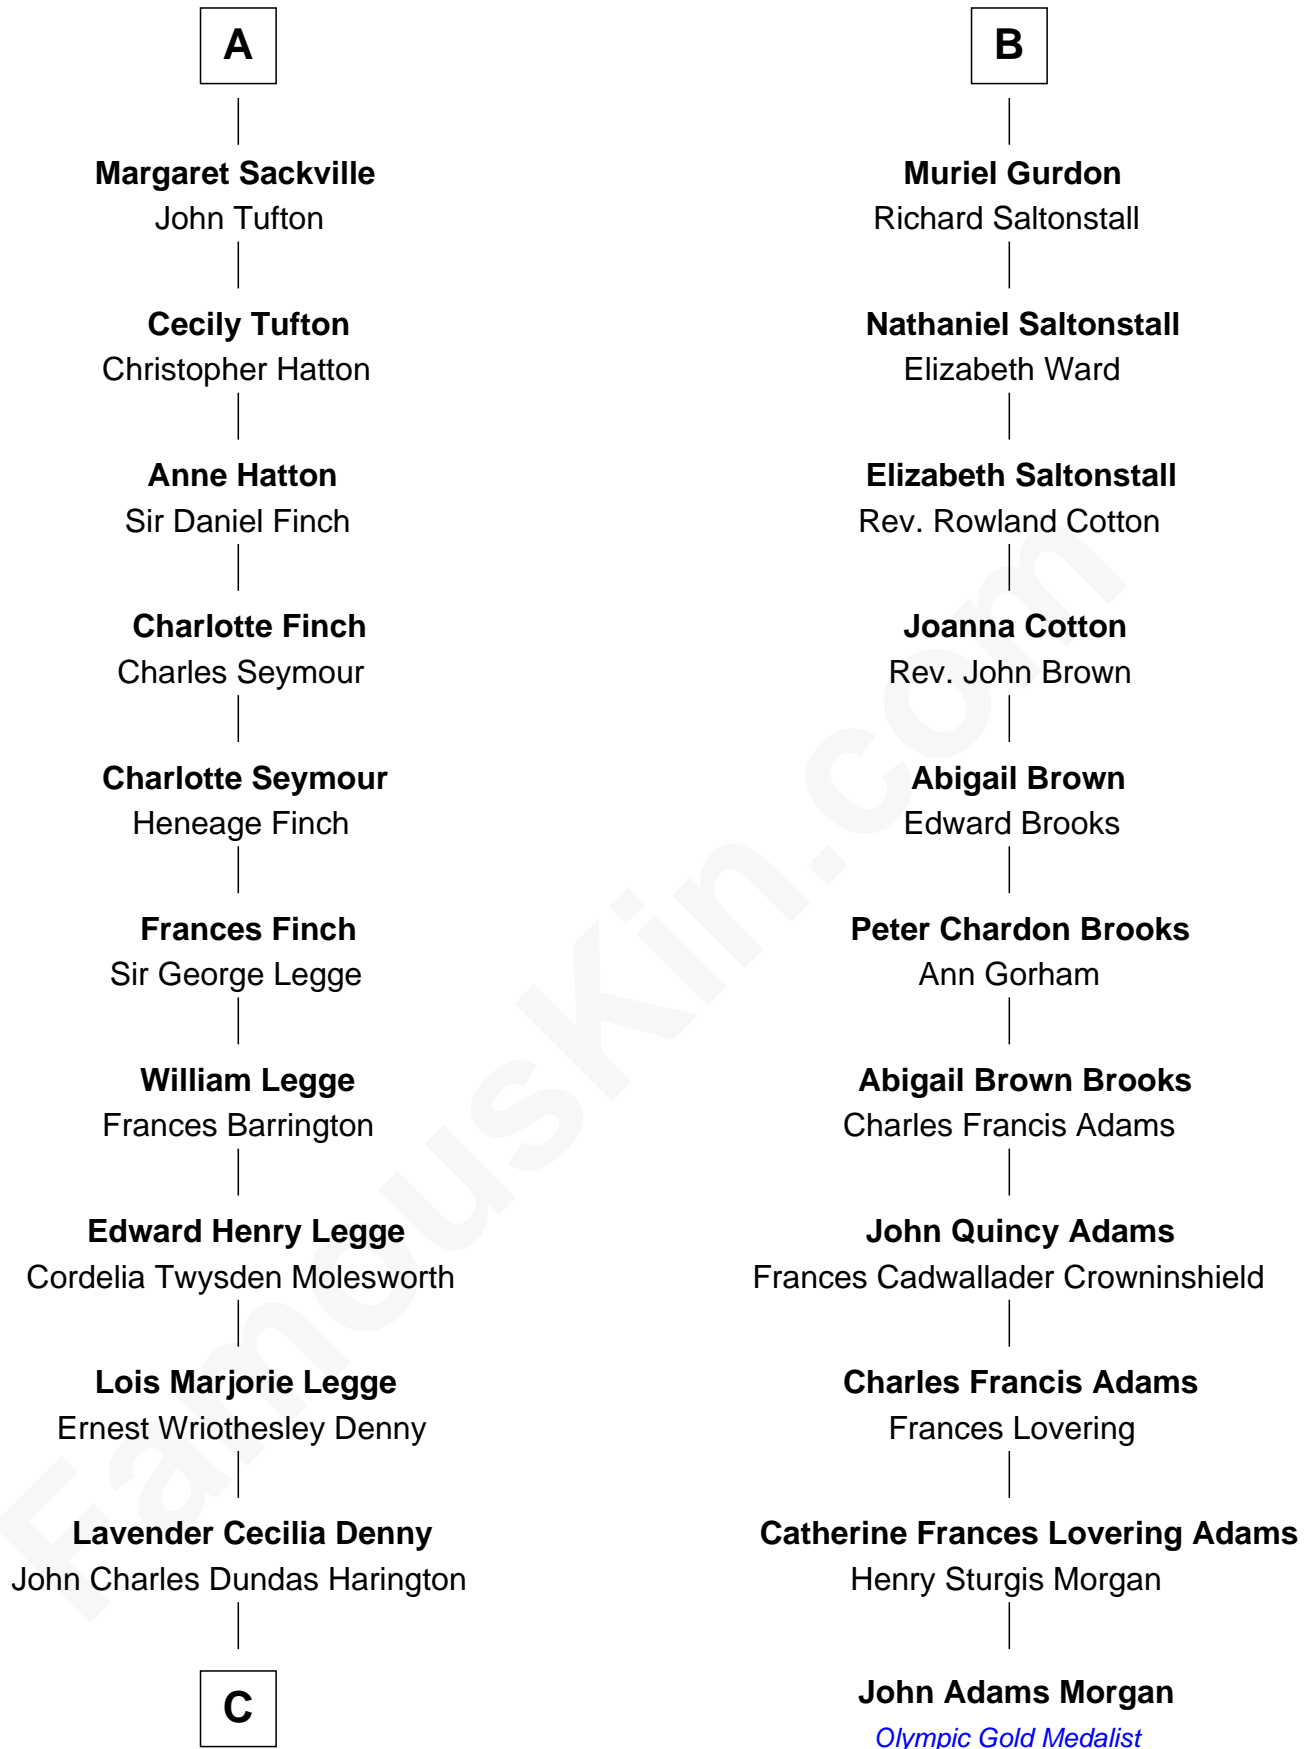 A
Margaret Sackville
John Tufton
Cecily Tufton
Christopher Hatton
Anne Hatton
Sir Daniel Finch
Charlotte Finch
Charles Seymour
Charlotte Seymour
Heneage Finch
Frances Finch
Sir George Legge
William Legge
Frances Barrington
Edward Henry Legge
Cordelia Twysden Molesworth
Lois Marjorie Legge
Ernest Wriothesley Denny
Lavender Cecilia Denny
John Charles Dundas Harington
C
B
Muriel Gurdon
Richard Saltonstall
Nathaniel Saltonstall
Elizabeth Ward
Elizabeth Saltonstall
Rev. Rowland Cotton
Joanna Cotton
Rev. John Brown
Abigail Brown
Edward Brooks
Peter Chardon Brooks
Ann Gorham
Abigail Brown Brooks
Charles Francis Adams
John Quincy Adams
Frances Cadwallader Crowninshield
Charles Francis Adams
Frances Lovering
Catherine Frances Lovering Adams
Henry Sturgis Morgan
John Adams Morgan
Olympic Gold Medalist
FamousKin.com